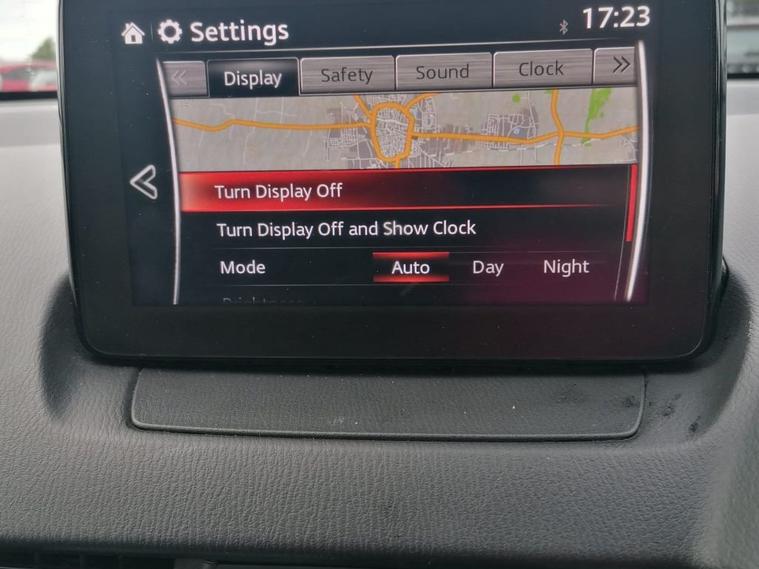 Settings 17:23
Display Safety Sound Clock
Turn Display Off
Turn Display Off and Show Clock
Mode Auto Day Night
Brightness